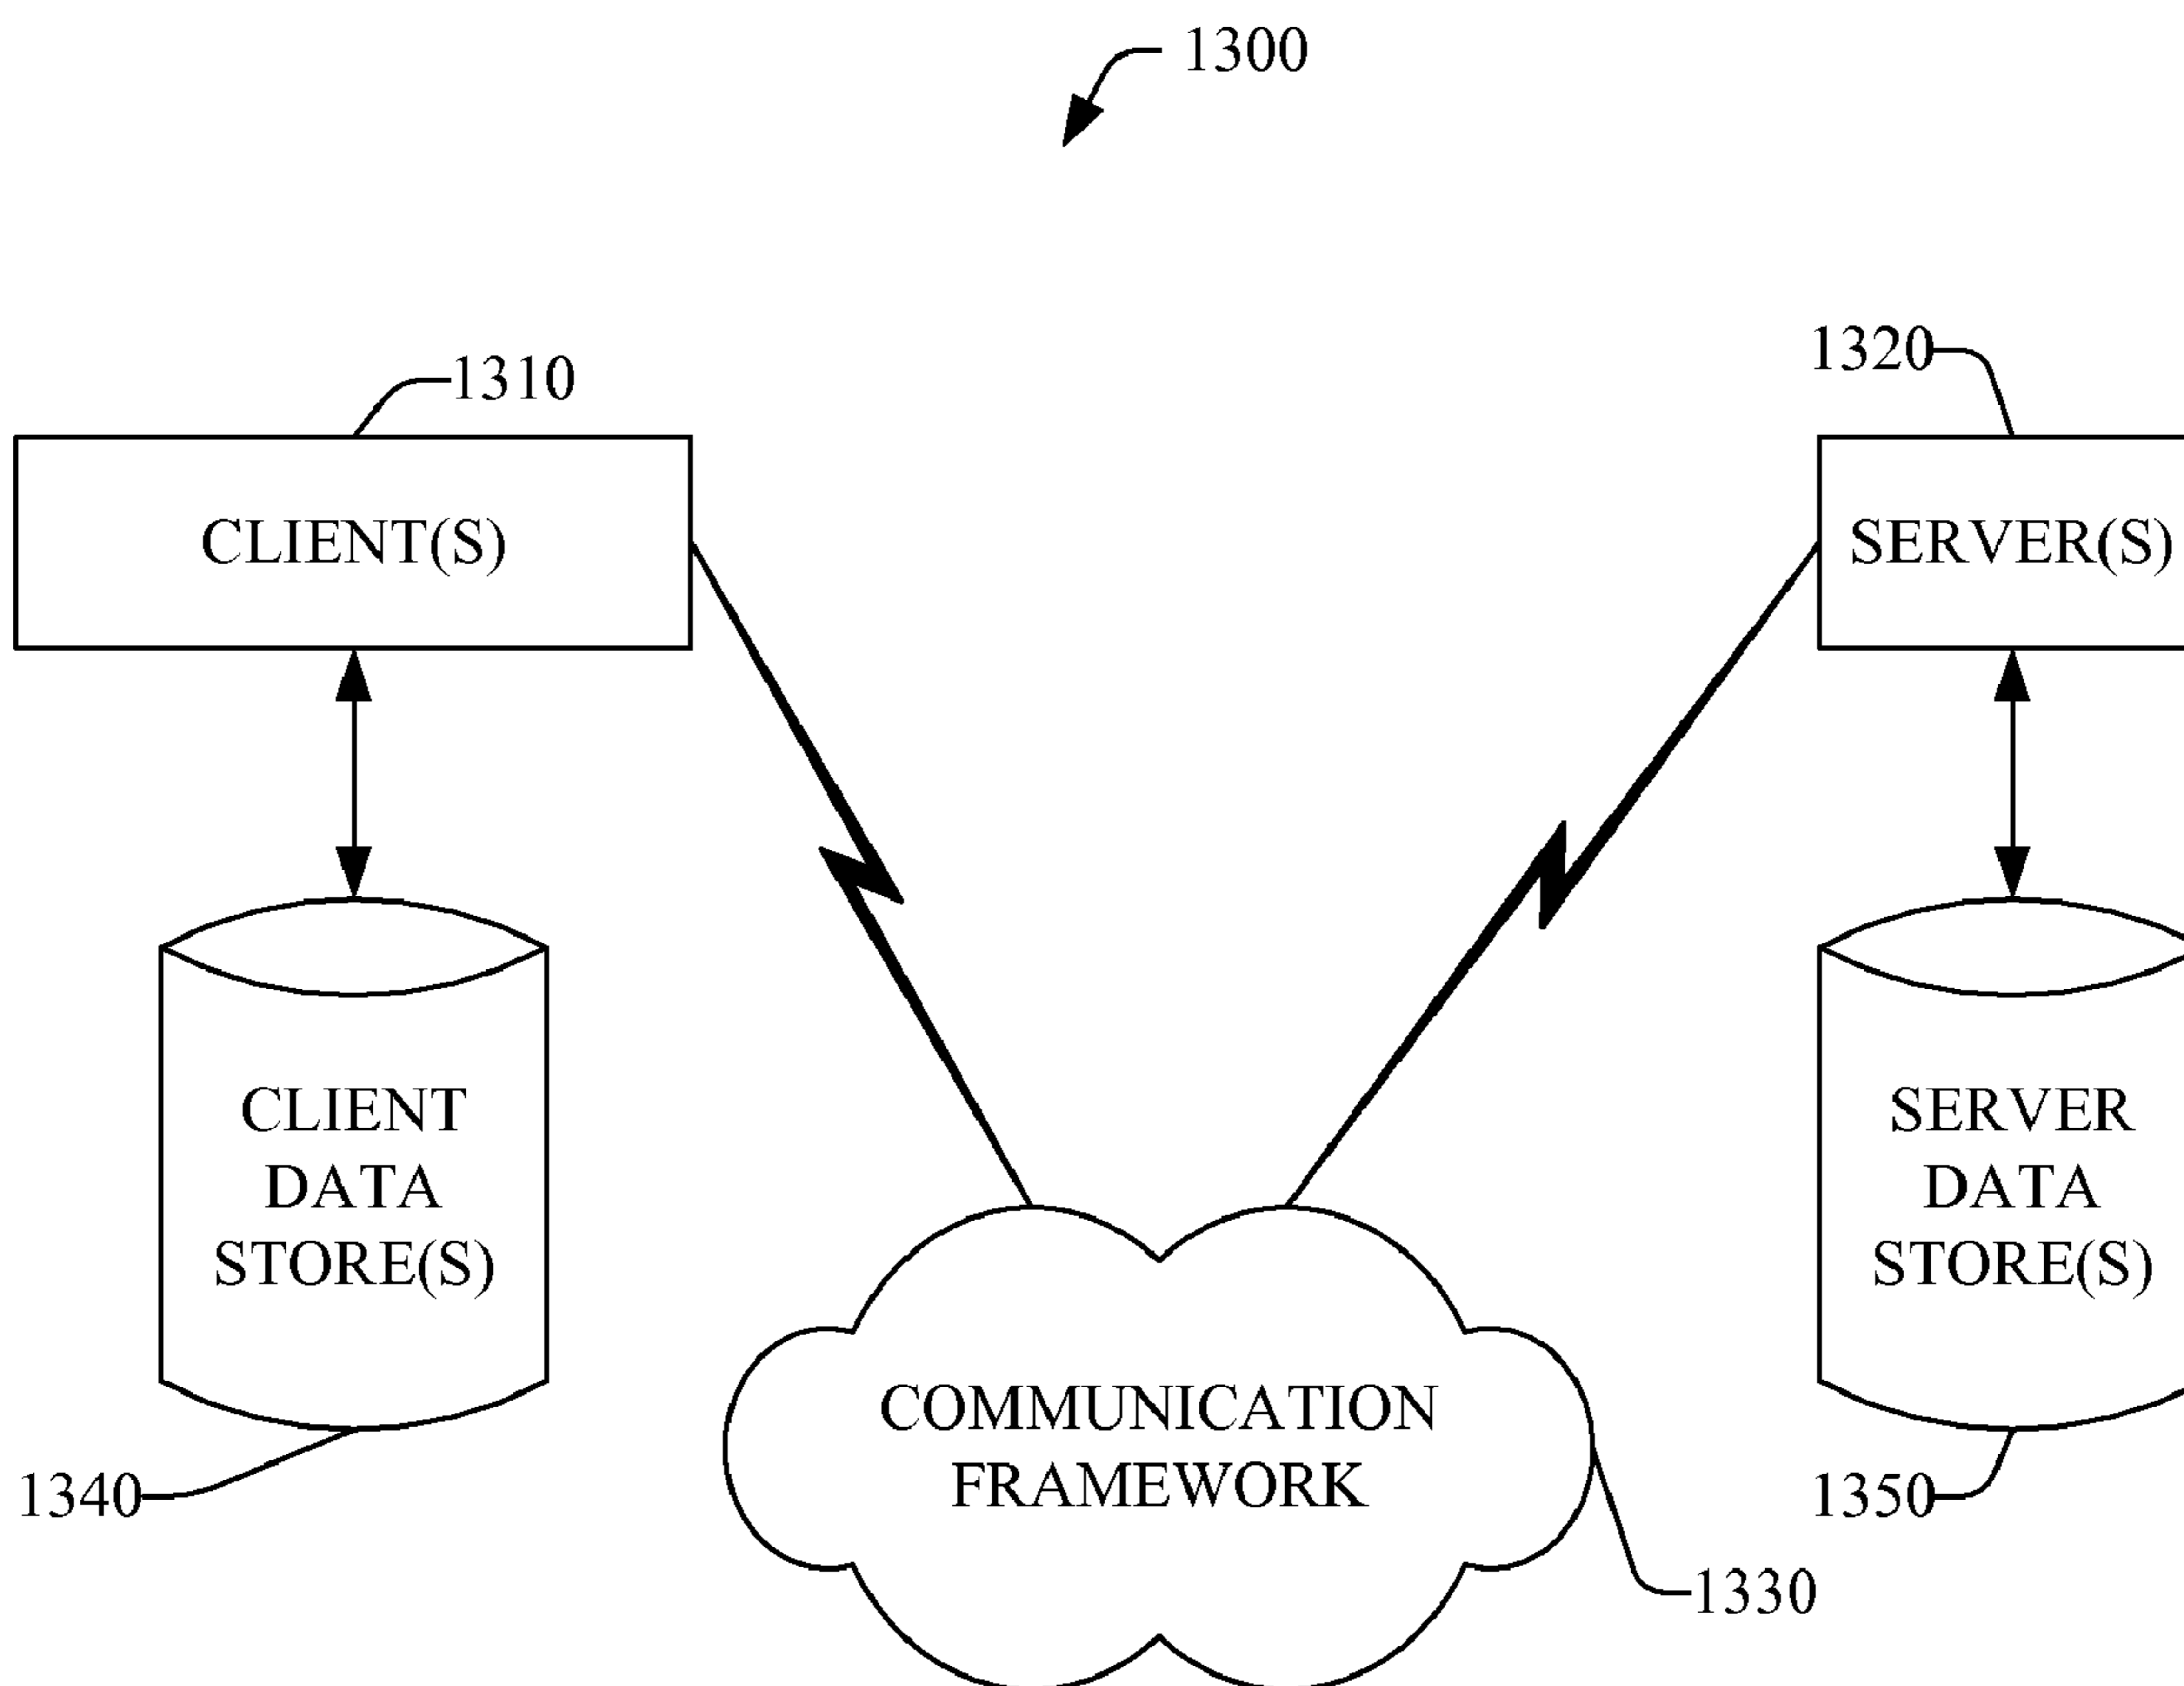 1300
1310
1320
CLIENT(S)
SERVER(S)
CLIENT
DATA
STORE(S)
SERVER
DATA
STORE(S)
COMMUNICATION
FRAMEWORK
1340
1350
1330